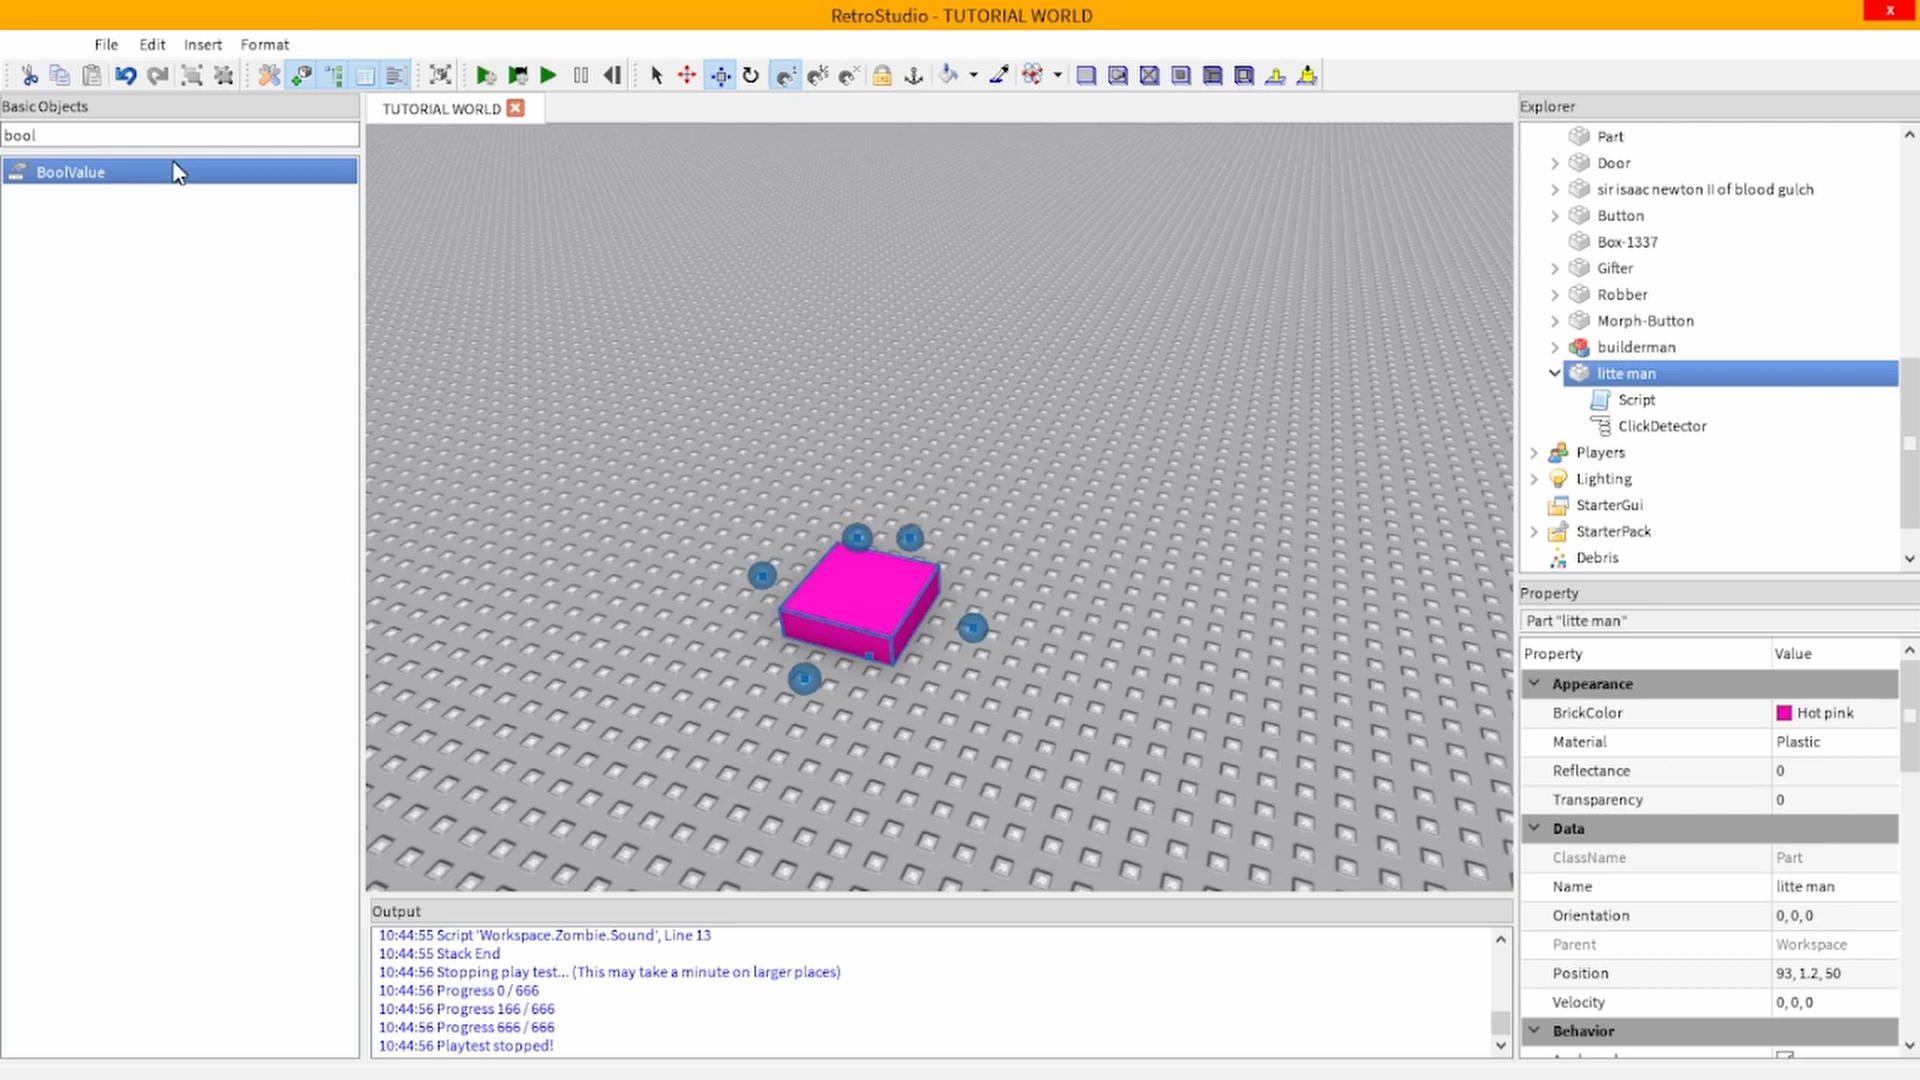 RetroStudio - TUTORIAL WORLD
x
File Edit Insert Format
Basic Objects
bool
BoolValue
TUTORIAL WORLD
Output
10:44:55 Script 'Workspace.Zombie.Sound', Line 13
10:44:55 Stack End
10:44:56 Stopping play test... (This may take a minute on larger places)
10:44:56 Progress 0 / 666
10:44:56 Progress 166 / 666
10:44:56 Progress 666 / 666
10:44:56 Playtest stopped!
Explorer
Part
Door
sir isaac newton II of blood gulch
Button
Box-1337
Gifter
Robber
Morph-Button
builderman
litte man
Script
ClickDetector
Players
Lighting
StarterGui
StarterPack
Debris
Property
Part "litte man"
Property Value
Appearance
BrickColor Hot pink
Material Plastic
Reflectance 0
Transparency 0
Data
ClassName Part
Name litte man
Orientation 0, 0, 0
Parent Workspace
Position 93, 1.2, 50
Velocity 0, 0, 0
Behavior